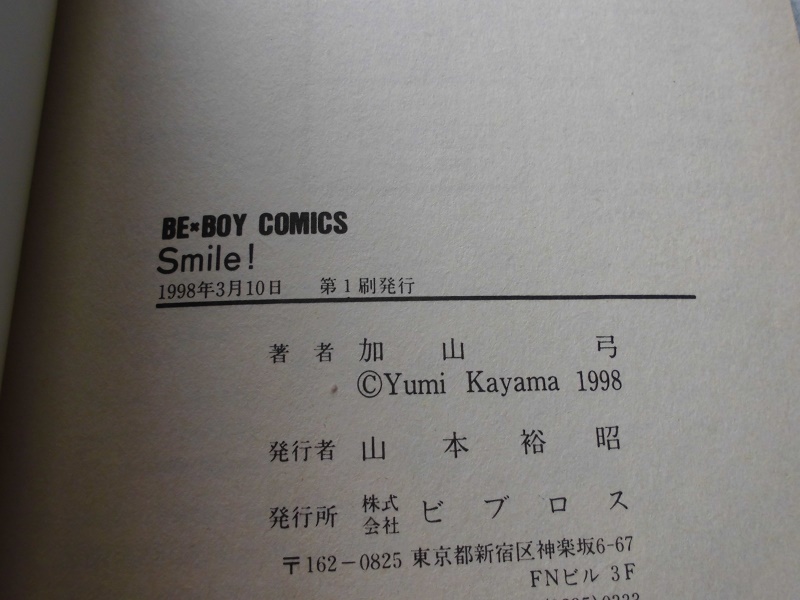 BE×BOY COMICS
Smile!
1998年3月10日 第1刷発行
著者 加山弓
©Yumi Kayama 1998
発行者 山本裕昭
発行所 株式会社 ビブロス
〒162-0825 東京都新宿区神楽坂6-67
FNビル 3F